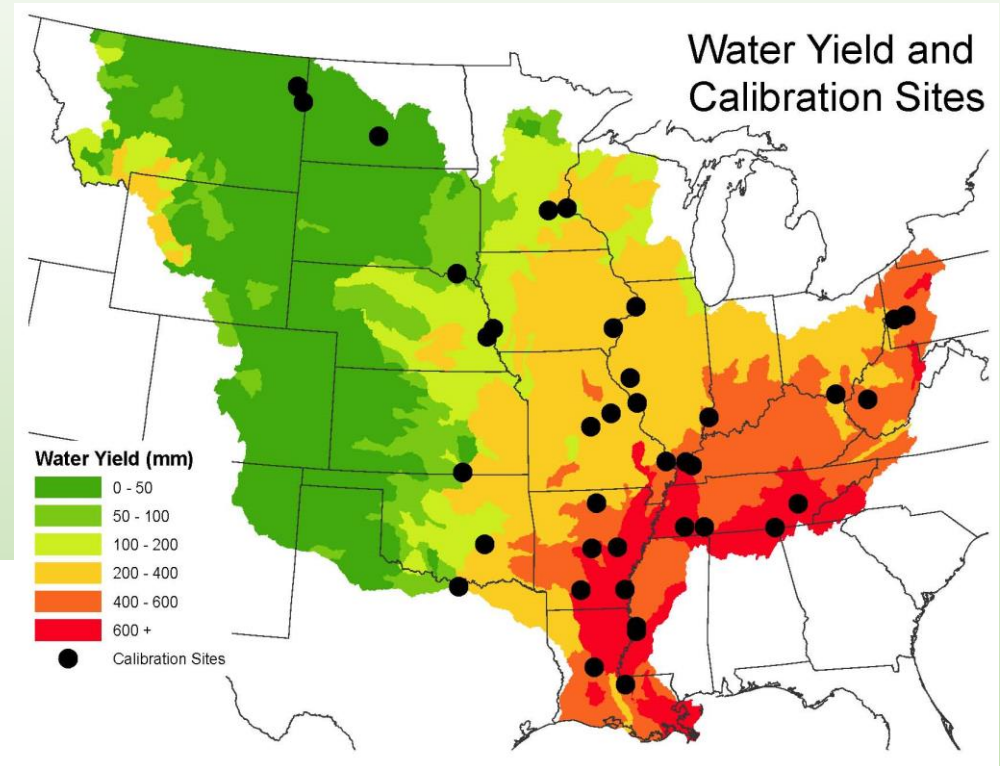 Water Yield and
Calibration Sites
Water Yield (mm)
0 - 50
50 - 100
100 - 200
200 - 400
400 - 600
600 +
Calibration Sites